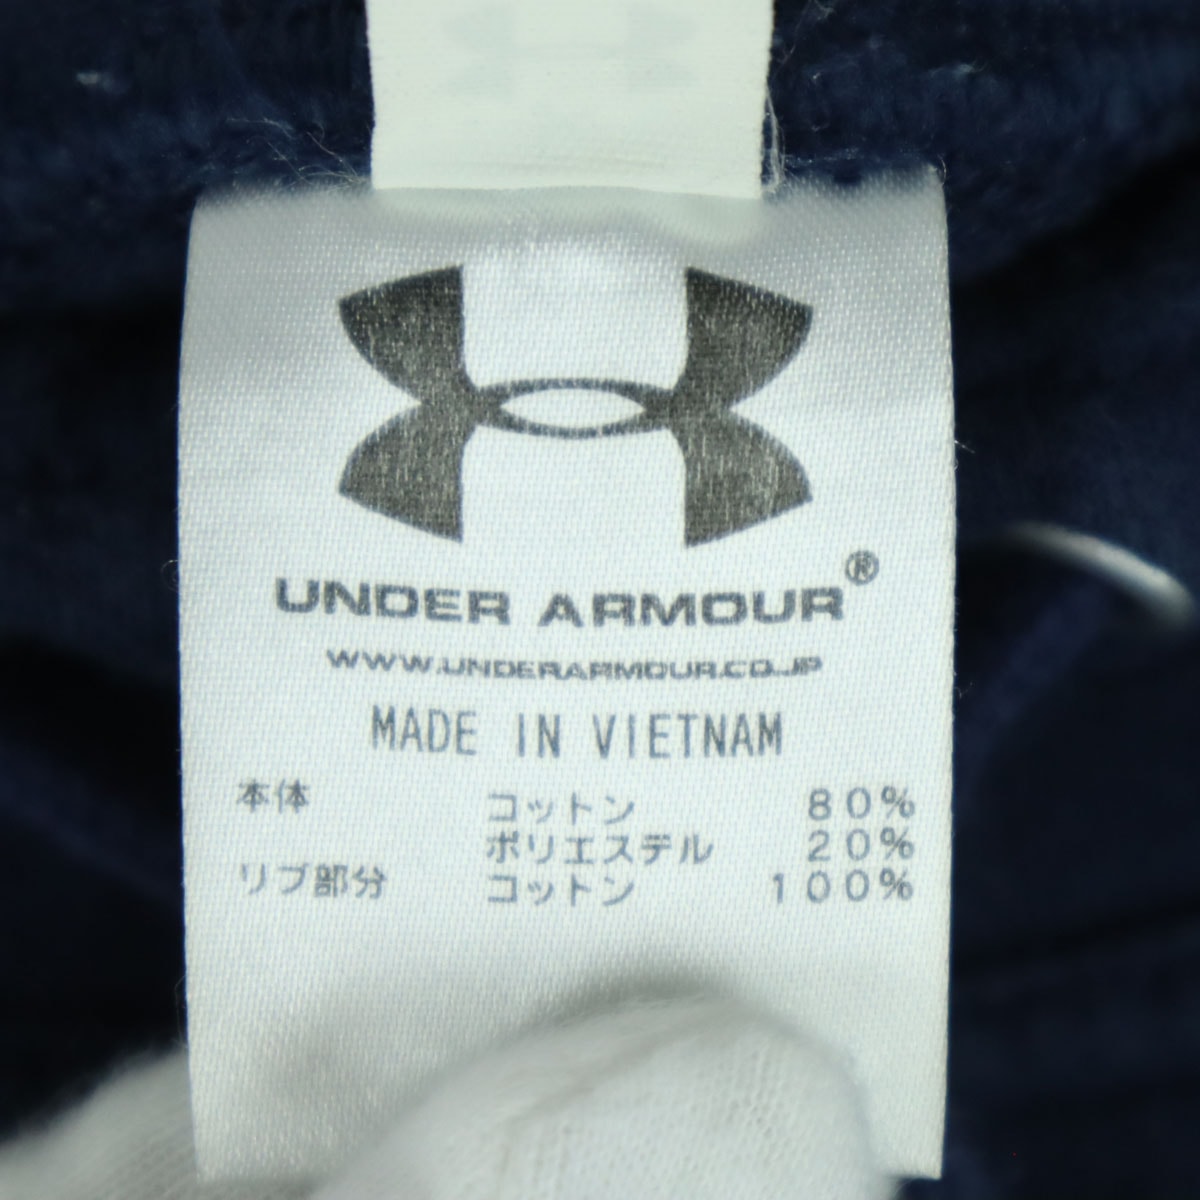 UNDER ARMOUR®
WWW.UNDERARMOUR.CO.JP
MADE IN VIETNAM
本体 コットン 80%
ポリエステル 20%
リブ部分 コットン 100%